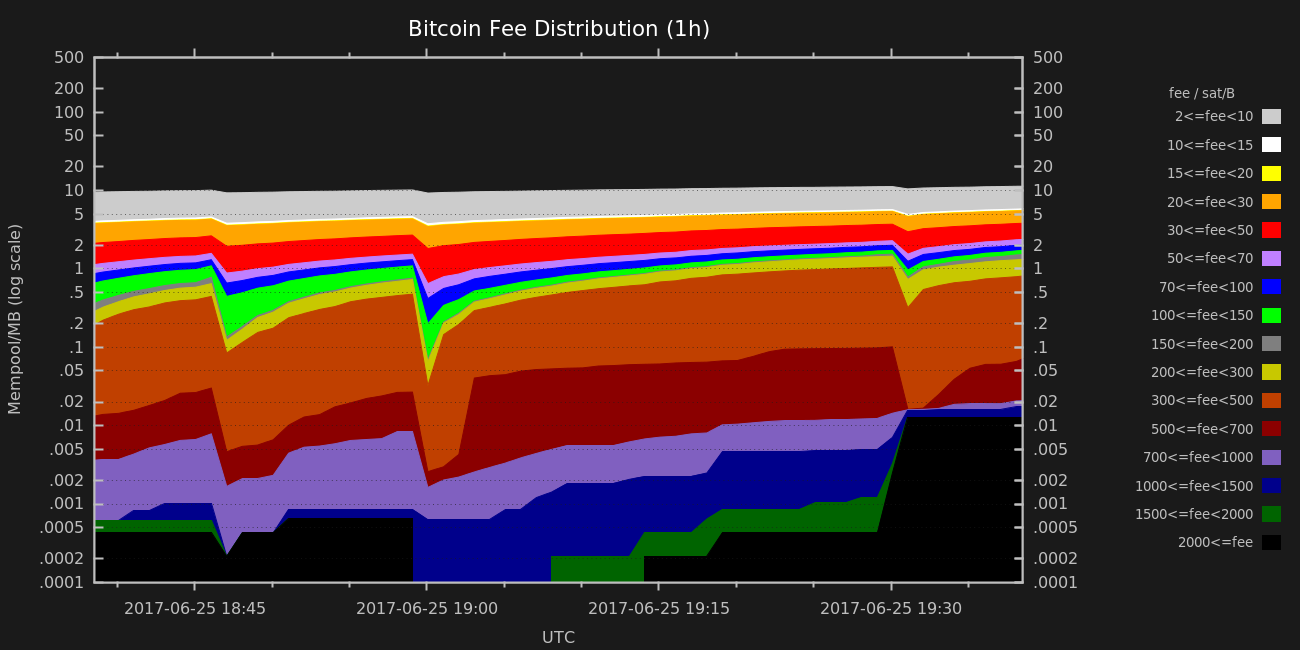 Bitcoin Fee Distribution (1h)
500 500
200 200
100 100
50 50
20 20
10 10
5 5
2 2
1 1
.5 .5
.2 .2
.1 .1
.05 .05
.02 .02
.01 .01
.005 .005
.002 .002
.001 .001
.0005 .0005
.0002 .0002
.0001 .0001
Mempool/MB (log scale)
2017-06-25 18:45 2017-06-25 19:00 2017-06-25 19:15 2017-06-25 19:30
UTC
fee / sat/B
2<=fee<10
10<=fee<15
15<=fee<20
20<=fee<30
30<=fee<50
50<=fee<70
70<=fee<100
100<=fee<150
150<=fee<200
200<=fee<300
300<=fee<500
500<=fee<700
700<=fee<1000
1000<=fee<1500
1500<=fee<2000
2000<=fee